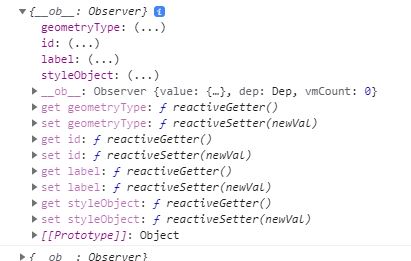 ▼{__ob__: Observer} i
geometryType: (...)
id: (...)
label: (...)
styleObject: (...)
▶ __ob__: Observer {value: {…}, dep: Dep, vmCount: 0}
▶ get geometryType: ƒ reactiveGetter()
▶ set geometryType: ƒ reactiveSetter(newVal)
▶ get id: ƒ reactiveGetter()
▶ set id: ƒ reactiveSetter(newVal)
▶ get label: ƒ reactiveGetter()
▶ set label: ƒ reactiveSetter(newVal)
▶ get styleObject: ƒ reactiveGetter()
▶ set styleObject: ƒ reactiveSetter(newVal)
▶ [[Prototype]]: Object
▶ {__ob__: Observer}